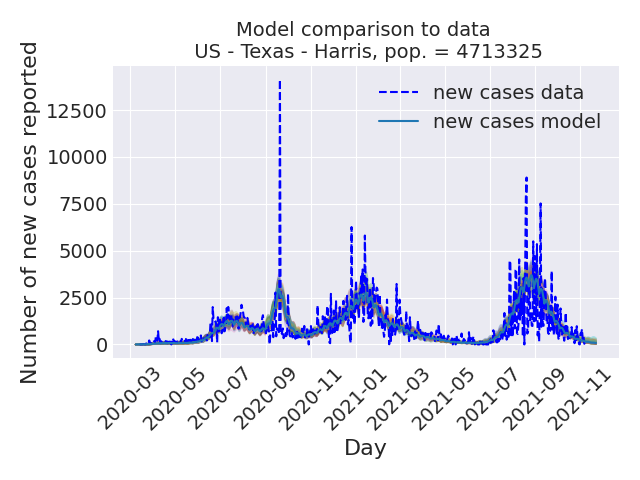 Model comparison to data
US - Texas - Harris, pop. = 4713325
Number of new cases reported
12500
10000
7500
5000
2500
0
new cases data
new cases model
2020-03
2020-05
2020-07
2020-09
2020-11
2021-01
2021-03
2021-05
2021-07
2021-09
2021-11
Day